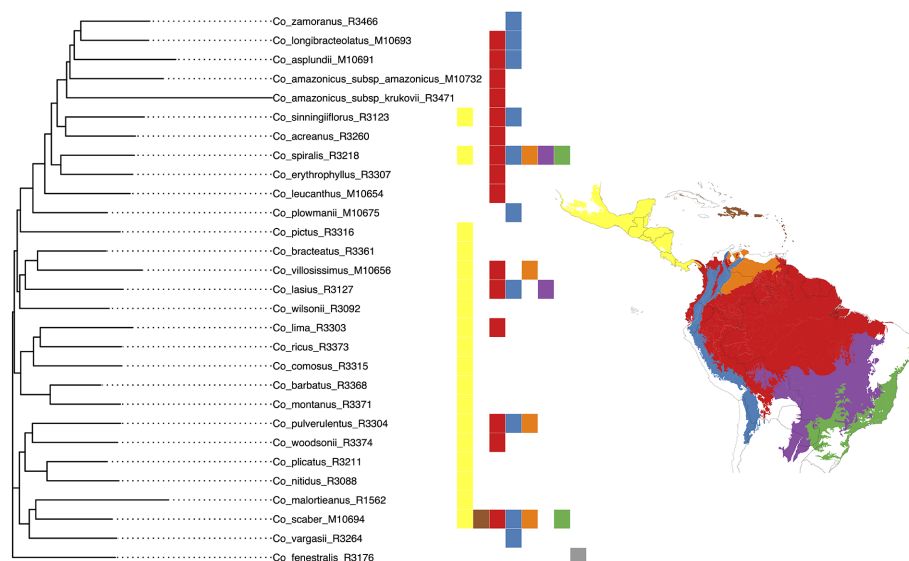 Co_zamoranus_R3466
Co_longibracteolatus_M10693
Co_asplundii_M10691
Co_amazonicus_subsp_amazonicus_M10732
Co_amazonicus_subsp_krukovii_R3471
Co_sinningiiflorus_R3123
Co_acreanus_R3260
Co_spiralis_R3218
Co_erythrophyllus_R3307
Co_leucanthus_M10654
Co_plowmanii_M10675
Co_pictus_R3316
Co_bracteatus_R3361
Co_villosissimus_M10656
Co_lasius_R3127
Co_wilsonii_R3092
Co_lima_R3303
Co_ricus_R3373
Co_comosus_R3315
Co_barbatus_R3368
Co_montanus_R3371
Co_pulverulentus_R3304
Co_woodsonii_R3374
Co_plicatus_R3211
Co_nitidus_R3088
Co_malortieanus_R1562
Co_scaber_M10694
Co_vargasii_R3264
Co_fenestralis_R3176